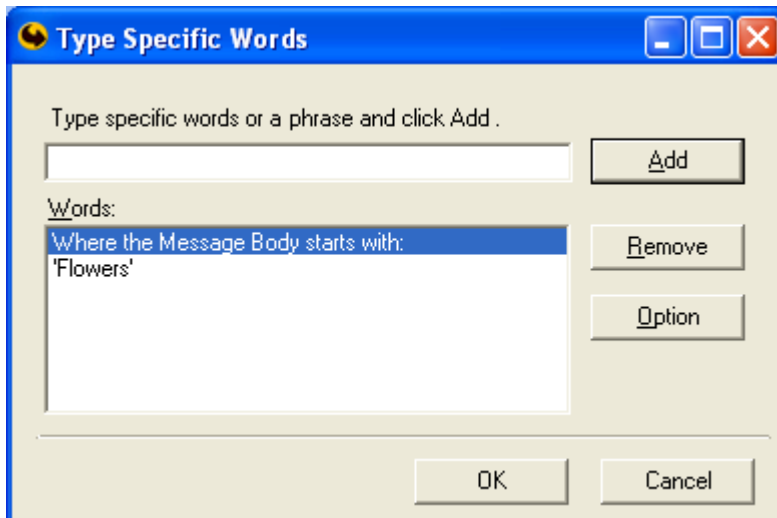 Type Specific Words
Type specific words or a phrase and click Add .
Add
Words:
Where the Message Body starts with:
'Flowers'
Remove
Option
OK
Cancel